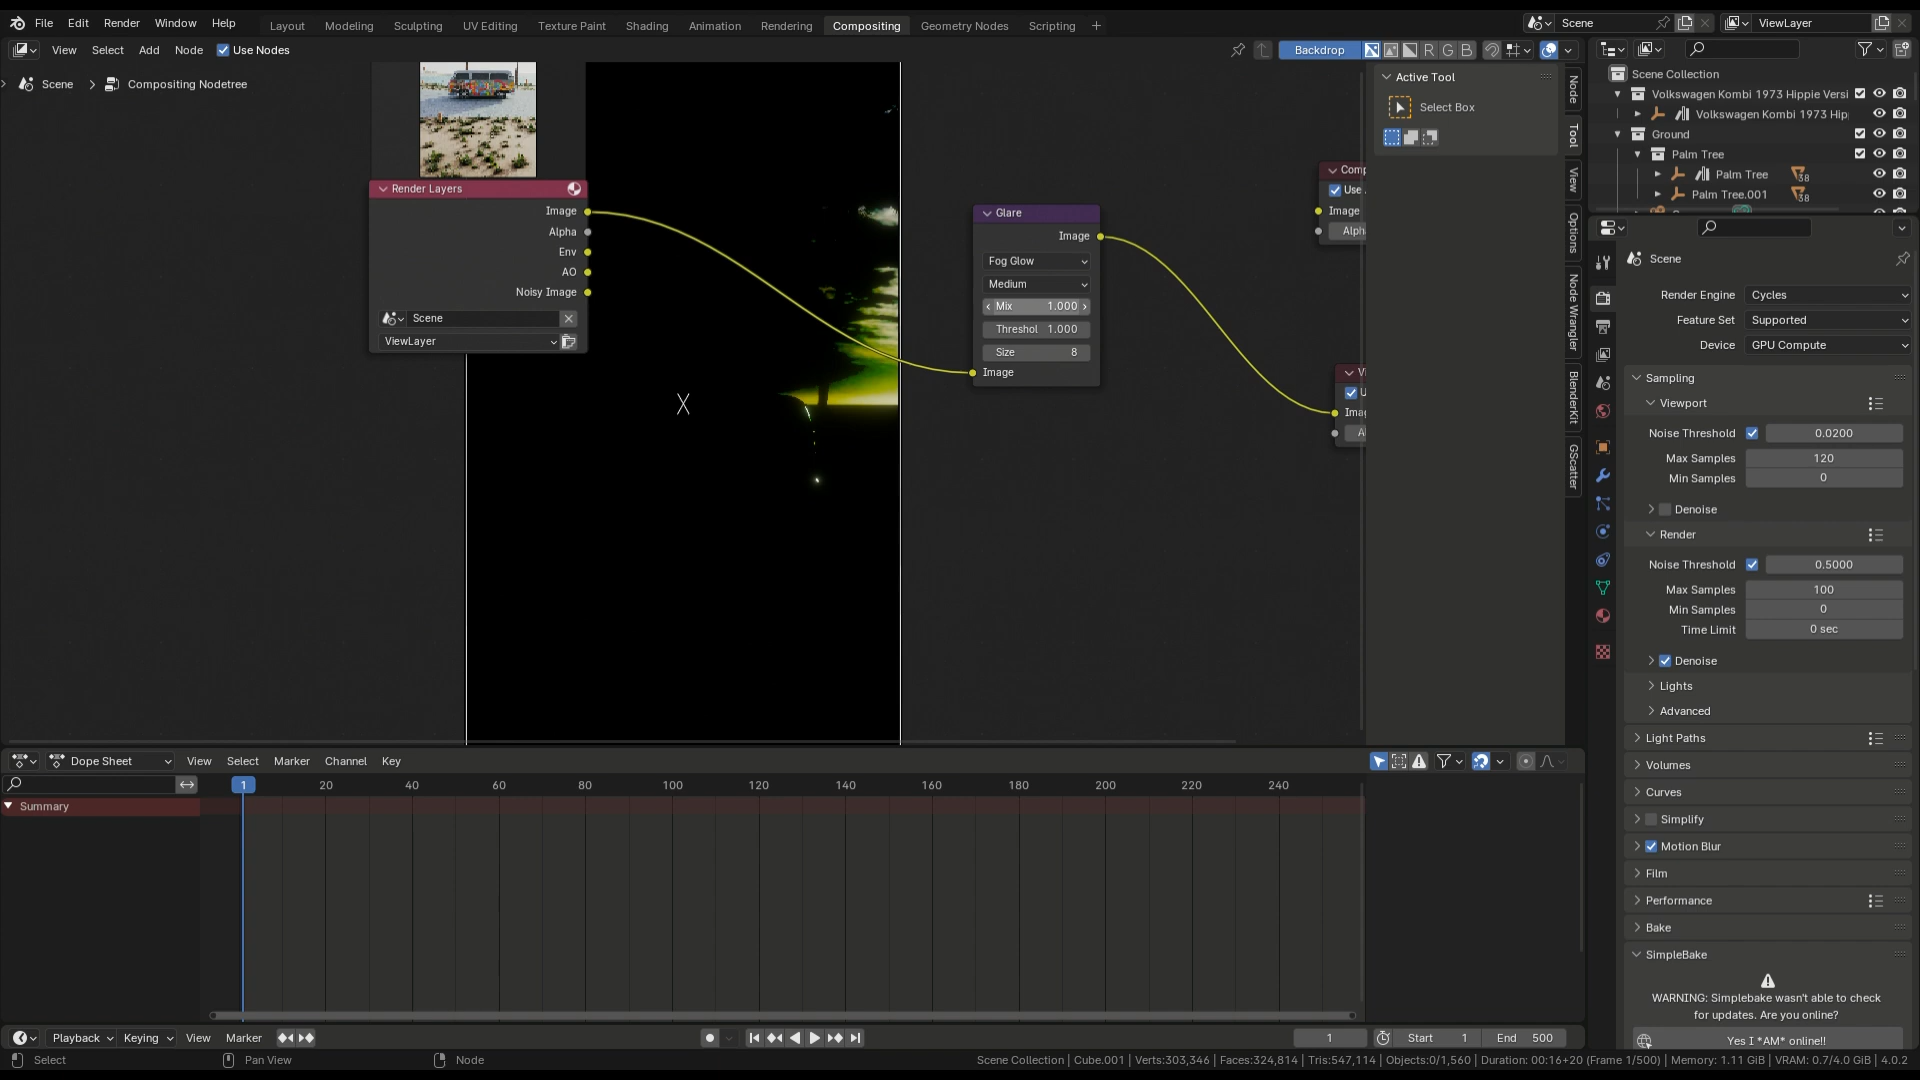 File Edit Render Window Help Layout Modeling Sculpting UV Editing Texture Paint Shading Animation Rendering Compositing Geometry Nodes Scripting + Scene ViewLayer
View Select Add Node Use Nodes Backdrop R G B
Scene > Compositing Nodetree
Render Layers
Image
Alpha
Env
AO
Noisy Image
Scene
ViewLayer
Glare
Image
Fog Glow
Medium
Mix 1.000
Threshol 1.000
Size 8
Image
Comp
Use
Image
Alph
Vi
U
Imag
Al
Active Tool
Select Box
Node
Tool
View
Options
Node Wrangler
BlenderKit
GScatter
Scene Collection
Volkswagen Kombi 1973 Hippie Versi
Volkswagen Kombi 1973 Hip
Ground
Palm Tree
Palm Tree 38
Palm Tree.001 38
Scene
Render Engine Cycles
Feature Set Supported
Device GPU Compute
Sampling
Viewport
Noise Threshold 0.0200
Max Samples 120
Min Samples 0
Denoise
Render
Noise Threshold 0.5000
Max Samples 100
Min Samples 0
Time Limit 0 sec
Denoise
Lights
Advanced
Light Paths
Volumes
Curves
Simplify
Motion Blur
Film
Performance
Bake
SimpleBake
WARNING: Simplebake wasn't able to check
for updates. Are you online?
Yes I *AM* online!!
Dope Sheet View Select Marker Channel Key
1 20 40 60 80 100 120 140 160 180 200 220 240
Summary
Playback Keying View Marker 1 Start 1 End 500
Select Pan View Node Scene Collection | Cube.001 | Verts:303,346 | Faces:324,814 | Tris:547,114 | Objects:0/1,560 | Duration: 00:16+20 (Frame 1/500) | Memory: 1.11 GiB | VRAM: 0.7/4.0 GiB | 4.0.2